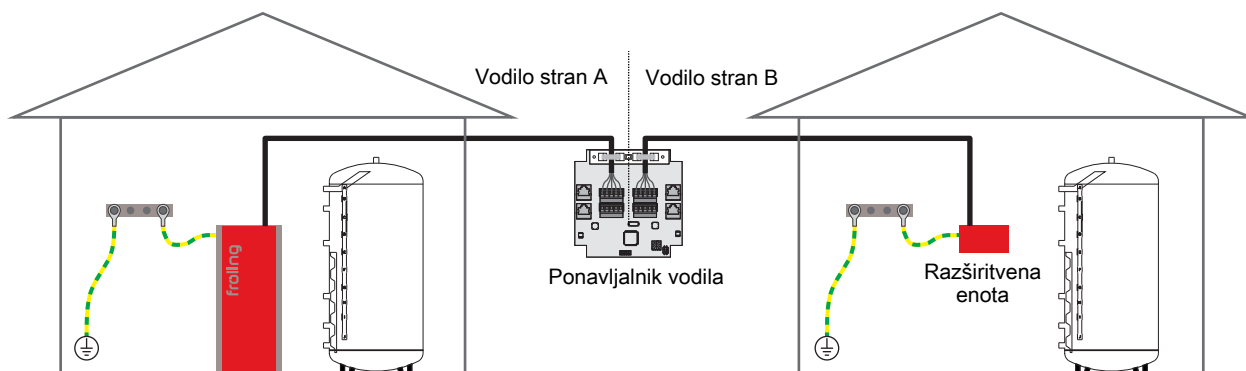 Vodilo stran A
Vodilo stran B
froling
Ponavljalnik vodila
Razširitvena
enota